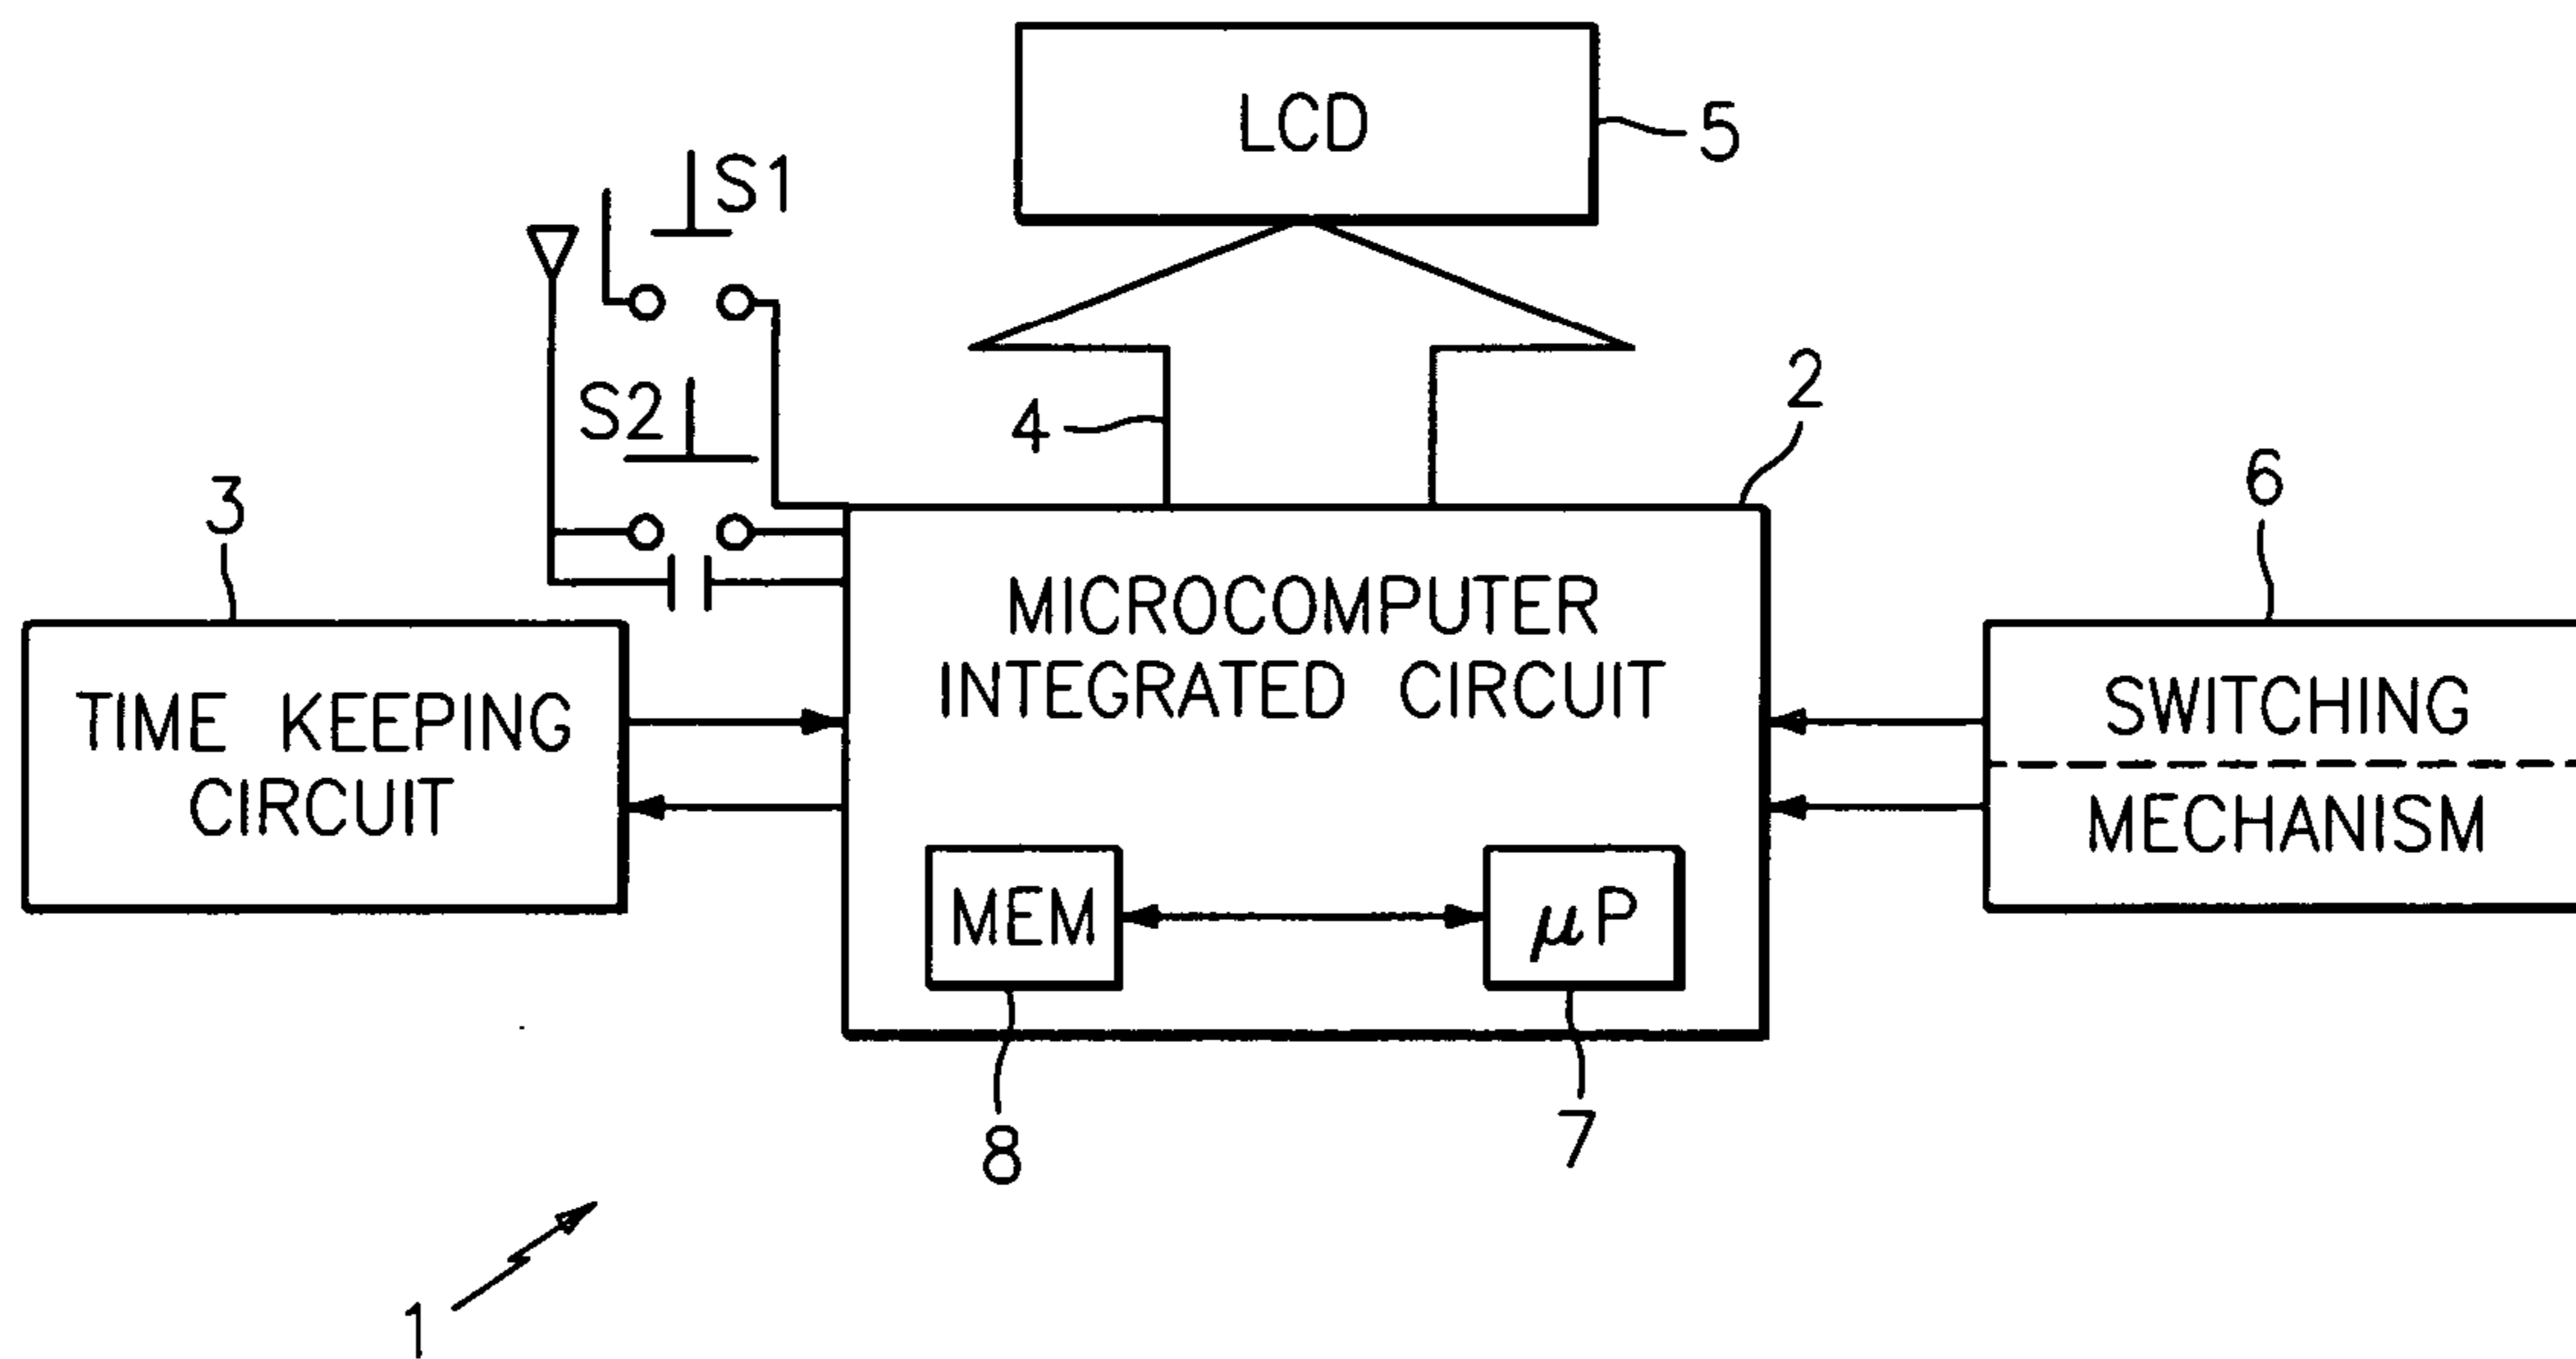 LCD
5
S1
S2
4
2
3
6
MICROCOMPUTER
INTEGRATED CIRCUIT
TIME KEEPING
CIRCUIT
SWITCHING
MECHANISM
MEM
μP
8
7
1